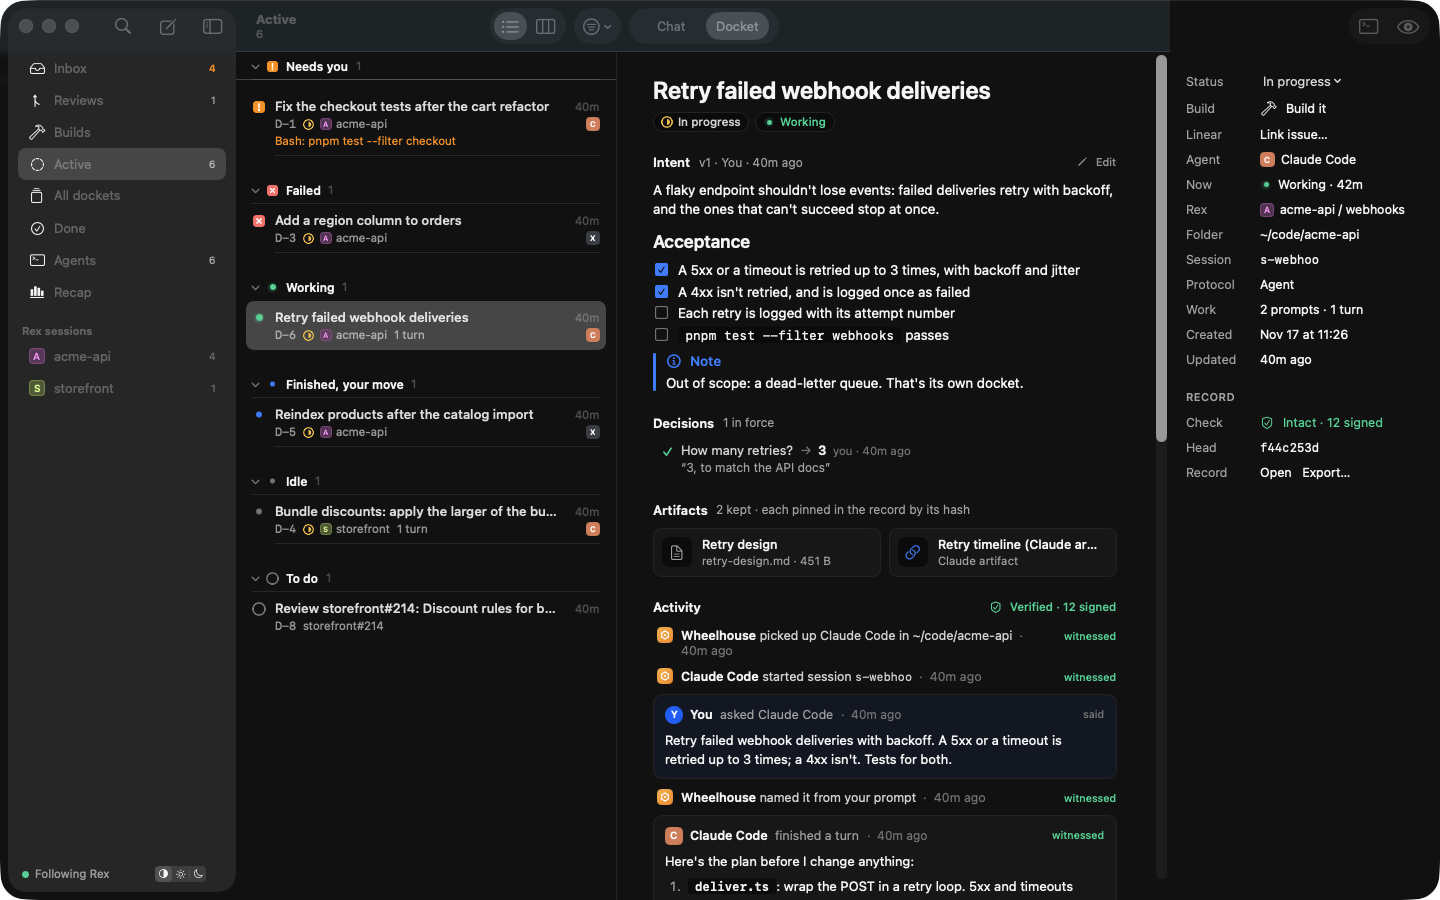 Inbox 4
Reviews 1
Builds
Active 6
All dockets
Done
Agents 6
Recap
Rex sessions
A acme-api 4
S storefront 1
Following Rex
Active
6
Chat Docket
Needs you 1
Fix the checkout tests after the cart refactor 40m
D–1 A acme-api C
Bash: pnpm test --filter checkout
Failed 1
Add a region column to orders 40m
D–3 A acme-api X
Working 1
Retry failed webhook deliveries 40m
D–6 A acme-api 1 turn C
Finished, your move 1
Reindex products after the catalog import 40m
D–5 A acme-api X
Idle 1
Bundle discounts: apply the larger of the bu... 40m
D–4 S storefront 1 turn C
To do 1
Review storefront#214: Discount rules for b... 40m
D–8 storefront#214
Retry failed webhook deliveries
In progress Working
Intent v1 · You · 40m ago Edit
A flaky endpoint shouldn't lose events: failed deliveries retry with backoff,
and the ones that can't succeed stop at once.
Acceptance
A 5xx or a timeout is retried up to 3 times, with backoff and jitter
A 4xx isn't retried, and is logged once as failed
Each retry is logged with its attempt number
pnpm test --filter webhooks passes
Note
Out of scope: a dead-letter queue. That's its own docket.
Decisions 1 in force
How many retries? → 3 you · 40m ago
“3, to match the API docs”
Artifacts 2 kept · each pinned in the record by its hash
Retry design
retry-design.md · 451 B
Retry timeline (Claude ar...
Claude artifact
Activity Verified · 12 signed
Wheelhouse picked up Claude Code in ~/code/acme-api · witnessed
40m ago
Claude Code started session s-webhoo · 40m ago witnessed
Y You asked Claude Code · 40m ago said
Retry failed webhook deliveries with backoff. A 5xx or a timeout is
retried up to 3 times; a 4xx isn't. Tests for both.
Wheelhouse named it from your prompt · 40m ago witnessed
C Claude Code finished a turn · 40m ago witnessed
Here's the plan before I change anything:
1. deliver.ts : wrap the POST in a retry loop. 5xx and timeouts
Status In progress
Build Build it
Linear Link issue...
Agent C Claude Code
Now Working · 42m
Rex A acme-api / webhooks
Folder ~/code/acme-api
Session s-webhoo
Protocol Agent
Work 2 prompts · 1 turn
Created Nov 17 at 11:26
Updated 40m ago
RECORD
Check Intact · 12 signed
Head f44c253d
Record Open Export...